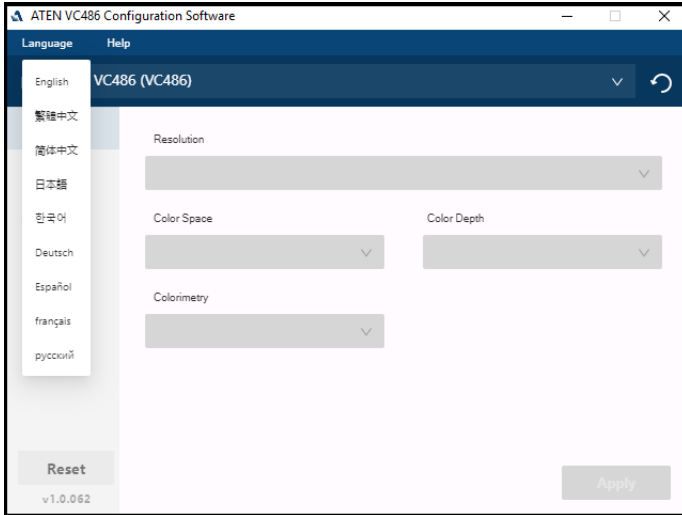 ATEN VC486 Configuration Software
Language Help
VC486 (VC486)
English
繁體中文
简体中文
日本語
한국어
Deutsch
Español
français
русский
Resolution
Color Space Color Depth
Colorimetry
Reset
v1.0.062
Apply